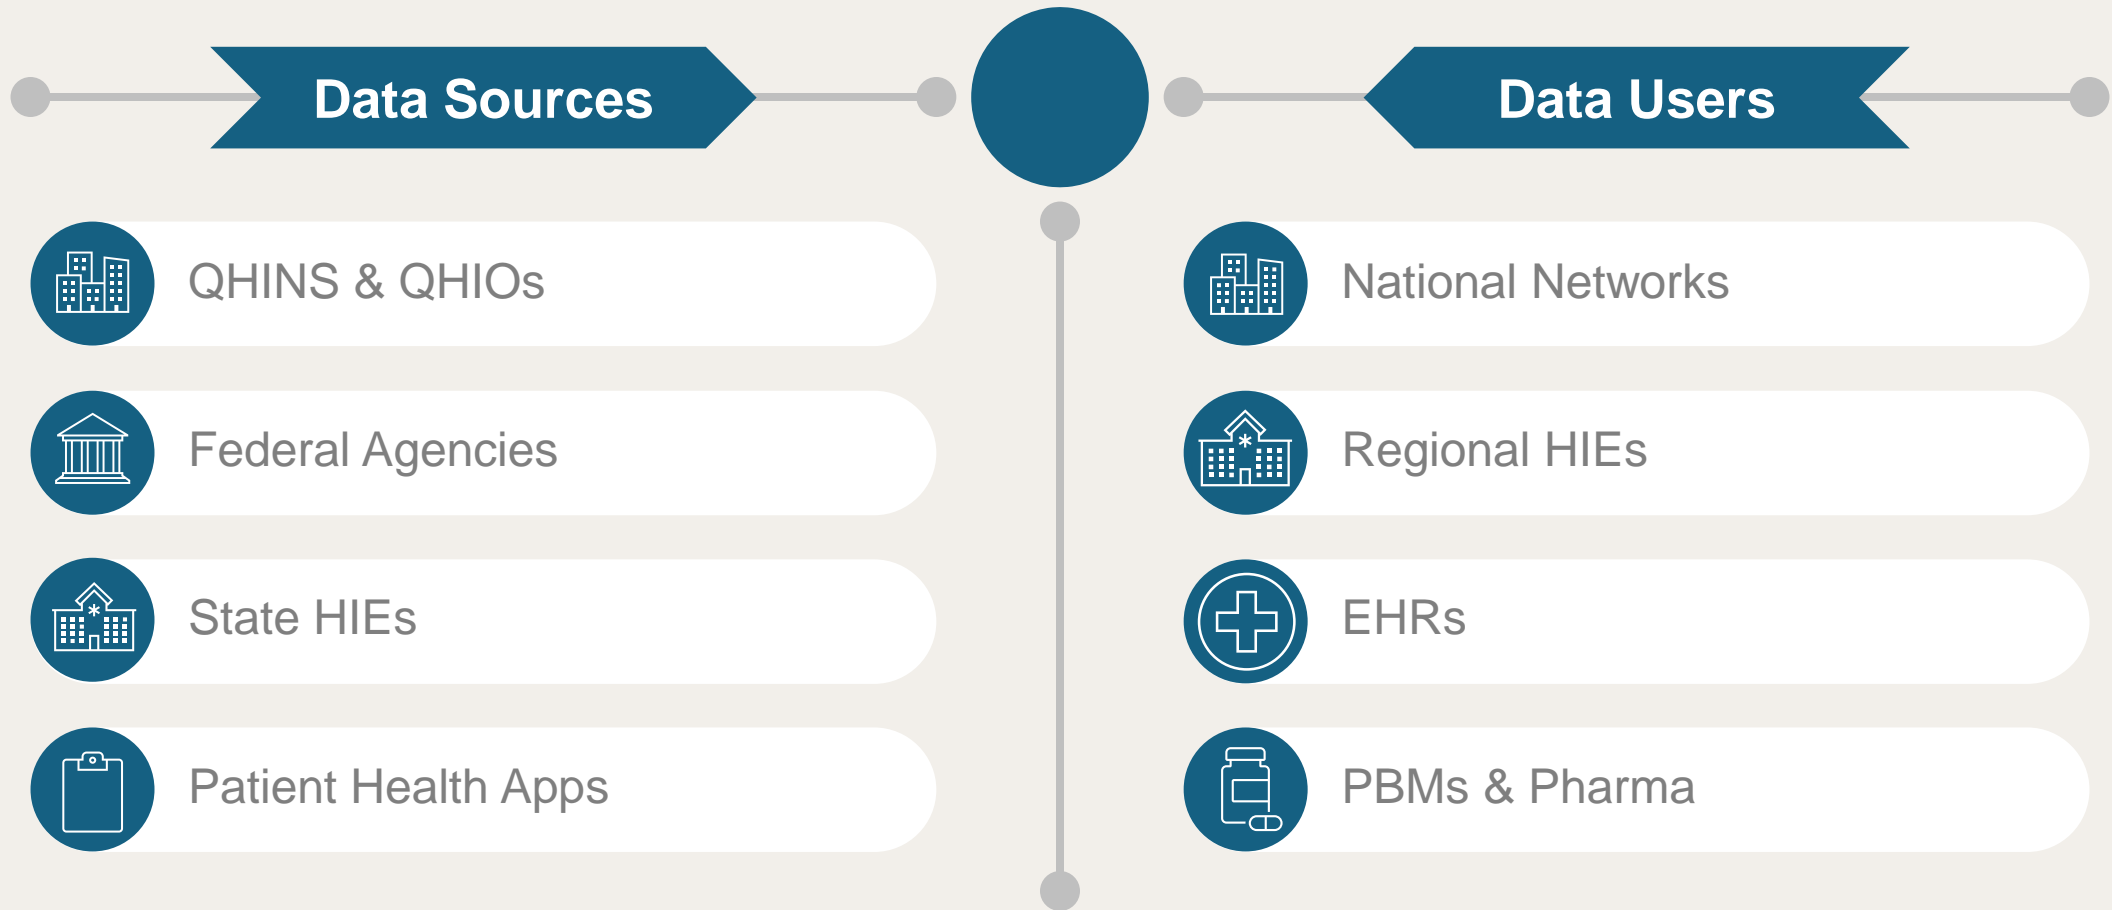 Data Sources
Data Users
QHINS & QHIOs
Federal Agencies
State HIEs
Patient Health Apps
National Networks
Regional HIEs
EHRs
PBMs & Pharma